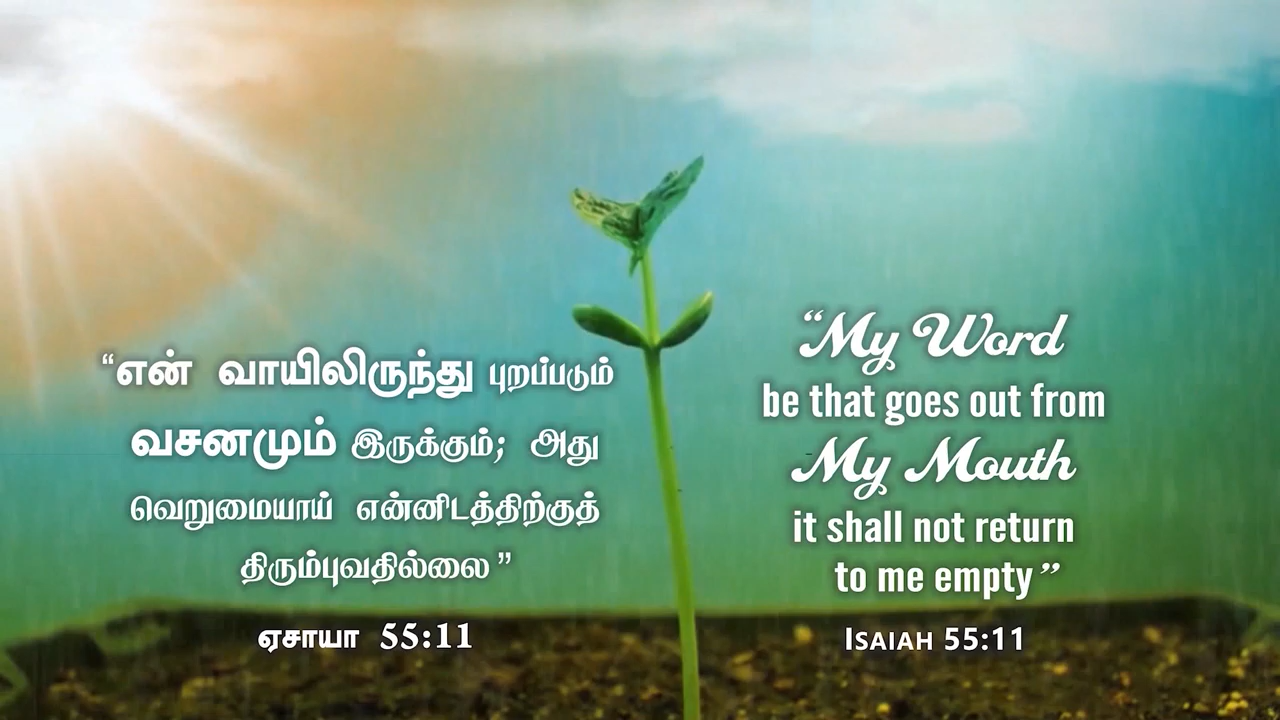 “என் வாயிலிருந்து புறப்படும்
வசனமும் இருக்கும்; அது
வெறுமையாய் என்னிடத்திற்குத்
திரும்புவதில்லை”
ஏசாயா 55:11
“My Word
be that goes out from
My Mouth
it shall not return
to me empty”
ISAIAH 55:11